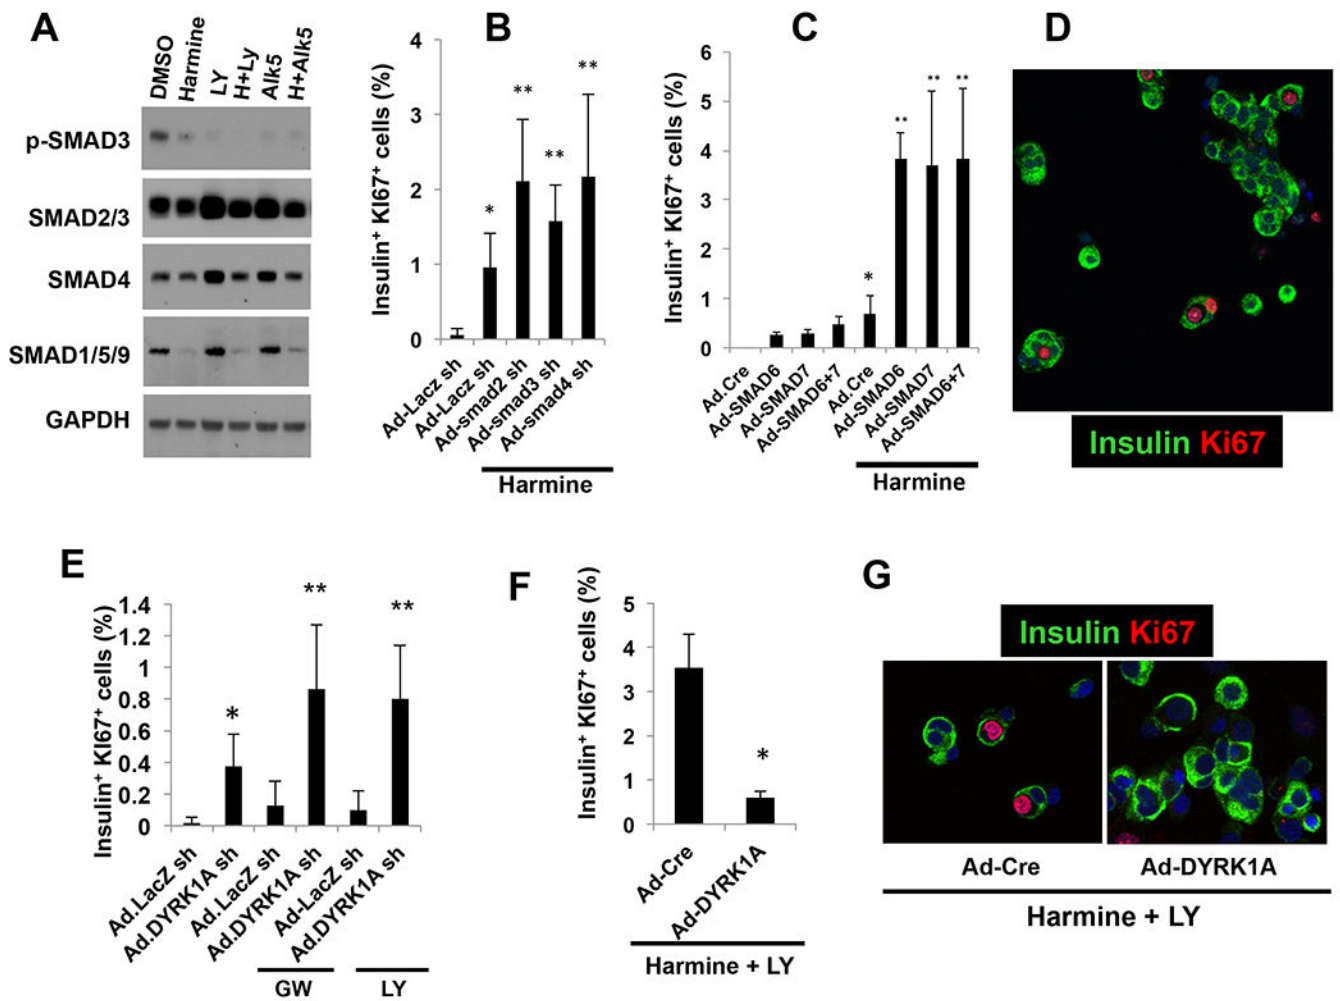 A
DMSO
Harmine
LY
H+Ly
Alk5
H+Alk5
p-SMAD3
SMAD2/3
SMAD4
SMAD1/5/9
GAPDH
B
Insulin⁺ KI67⁺ cells (%)
4
3
2
1
0
*
**
**
**
Ad-Lacz sh
Ad-Lacz sh
Ad-smad2 sh
Ad-smad3 sh
Ad-smad4 sh
Harmine
C
Insulin⁺ KI67⁺ cells (%)
6
5
4
3
2
1
0
*
**
**
**
Ad.Cre
Ad-SMAD6
Ad-SMAD7
Ad-SMAD6+7
Ad.Cre
Ad-SMAD6
Ad-SMAD7
Ad-SMAD6+7
Harmine
D
Insulin Ki67
E
Insulin⁺ KI67⁺ cells (%)
1.4
1.2
1
0.8
0.6
0.4
0.2
0
*
**
**
Ad.LacZ sh
Ad.DYRK1A sh
Ad.LacZ sh
Ad.DYRK1A sh
Ad-LacZ sh
Ad.DYRK1A sh
GW
LY
F
Insulin⁺ KI67⁺ cells (%)
5
4
3
2
1
0
*
Ad-Cre
Ad-DYRK1A
Harmine + LY
G
Insulin Ki67
Ad-Cre
Ad-DYRK1A
Harmine + LY